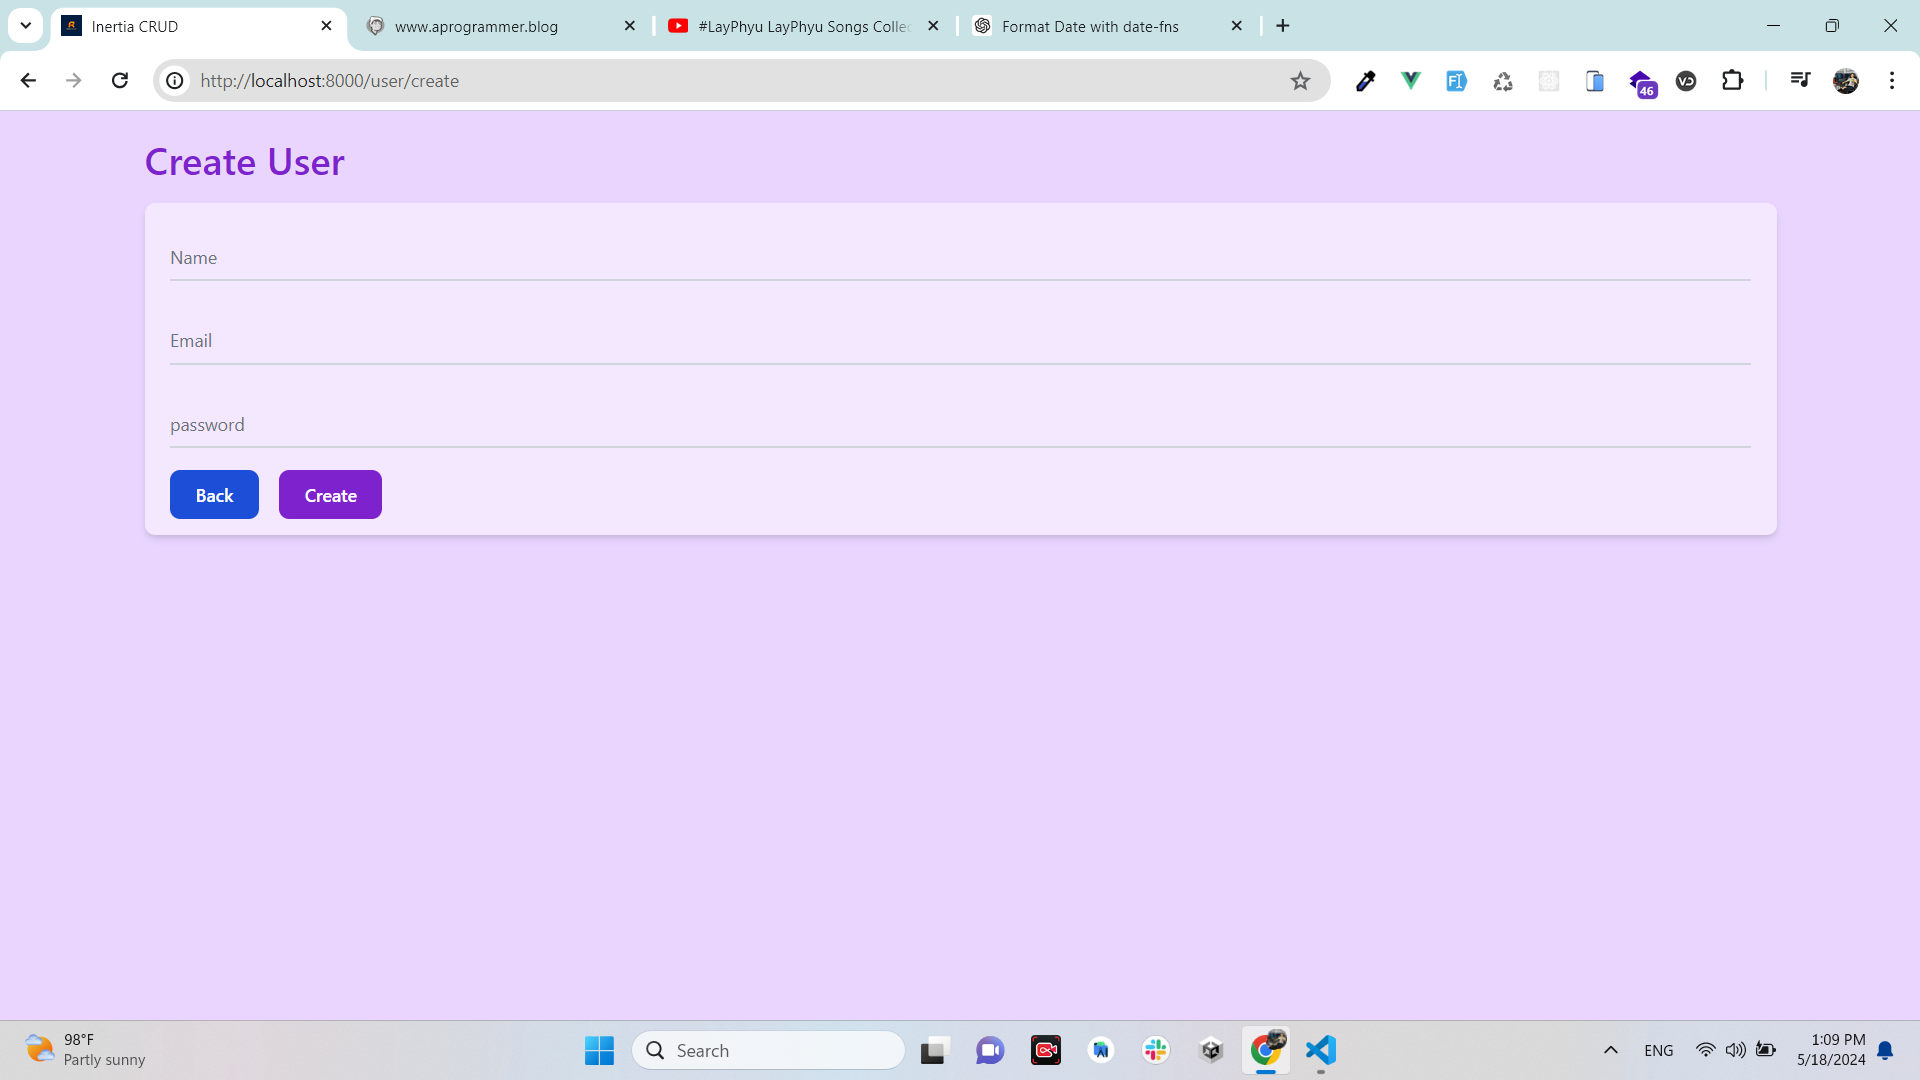 Inertia CRUD
www.aprogrammer.blog
#LayPhyu LayPhyu Songs Collec
Format Date with date-fns
http://localhost:8000/user/create
46
Create User
Name
Email
password
Back
Create
98°F
Partly sunny
Search
ENG
1:09 PM
5/18/2024